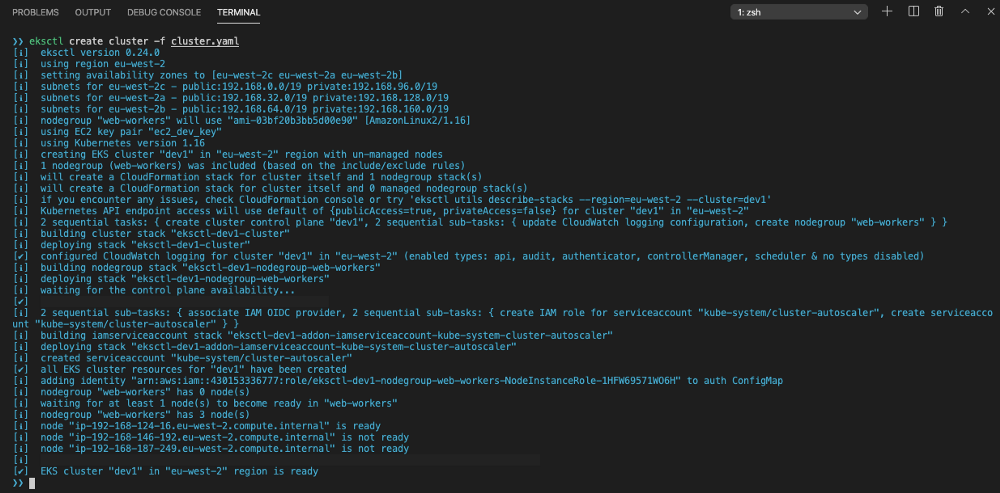 PROBLEMS OUTPUT DEBUG CONSOLE TERMINAL 1: zsh
❯❯ eksctl create cluster -f cluster.yaml
[ℹ]  eksctl version 0.24.0
[ℹ]  using region eu-west-2
[ℹ]  setting availability zones to [eu-west-2c eu-west-2a eu-west-2b]
[ℹ]  subnets for eu-west-2c - public:192.168.0.0/19 private:192.168.96.0/19
[ℹ]  subnets for eu-west-2a - public:192.168.32.0/19 private:192.168.128.0/19
[ℹ]  subnets for eu-west-2b - public:192.168.64.0/19 private:192.168.160.0/19
[ℹ]  nodegroup "web-workers" will use "ami-03bf20b3bb5d00e90" [AmazonLinux2/1.16]
[ℹ]  using EC2 key pair "ec2_dev_key"
[ℹ]  using Kubernetes version 1.16
[ℹ]  creating EKS cluster "dev1" in "eu-west-2" region with un-managed nodes
[ℹ]  1 nodegroup (web-workers) was included (based on the include/exclude rules)
[ℹ]  will create a CloudFormation stack for cluster itself and 1 nodegroup stack(s)
[ℹ]  will create a CloudFormation stack for cluster itself and 0 managed nodegroup stack(s)
[ℹ]  if you encounter any issues, check CloudFormation console or try 'eksctl utils describe-stacks --region=eu-west-2 --cluster=dev1'
[ℹ]  Kubernetes API endpoint access will use default of {publicAccess=true, privateAccess=false} for cluster "dev1" in "eu-west-2"
[ℹ]  2 sequential tasks: { create cluster control plane "dev1", 2 sequential sub-tasks: { update CloudWatch logging configuration, create nodegroup "web-workers" } }
[ℹ]  building cluster stack "eksctl-dev1-cluster"
[ℹ]  deploying stack "eksctl-dev1-cluster"
[✔]  configured CloudWatch logging for cluster "dev1" in "eu-west-2" (enabled types: api, audit, authenticator, controllerManager, scheduler & no types disabled)
[ℹ]  building nodegroup stack "eksctl-dev1-nodegroup-web-workers"
[ℹ]  deploying stack "eksctl-dev1-nodegroup-web-workers"
[ℹ]  waiting for the control plane availability...
[✔]
[ℹ]  2 sequential sub-tasks: { associate IAM OIDC provider, 2 sequential sub-tasks: { create IAM role for serviceaccount "kube-system/cluster-autoscaler", create serviceacco
unt "kube-system/cluster-autoscaler" } }
[ℹ]  building iamserviceaccount stack "eksctl-dev1-addon-iamserviceaccount-kube-system-cluster-autoscaler"
[ℹ]  deploying stack "eksctl-dev1-addon-iamserviceaccount-kube-system-cluster-autoscaler"
[ℹ]  created serviceaccount "kube-system/cluster-autoscaler"
[✔]  all EKS cluster resources for "dev1" have been created
[ℹ]  adding identity "arn:aws:iam::430153336777:role/eksctl-dev1-nodegroup-web-workers-NodeInstanceRole-1HFW69571WO6H" to auth ConfigMap
[ℹ]  nodegroup "web-workers" has 0 node(s)
[ℹ]  waiting for at least 1 node(s) to become ready in "web-workers"
[ℹ]  nodegroup "web-workers" has 3 node(s)
[ℹ]  node "ip-192-168-124-16.eu-west-2.compute.internal" is ready
[ℹ]  node "ip-192-168-146-192.eu-west-2.compute.internal" is not ready
[ℹ]  node "ip-192-168-187-249.eu-west-2.compute.internal" is not ready
[ℹ]
[✔]  EKS cluster "dev1" in "eu-west-2" region is ready
❯❯